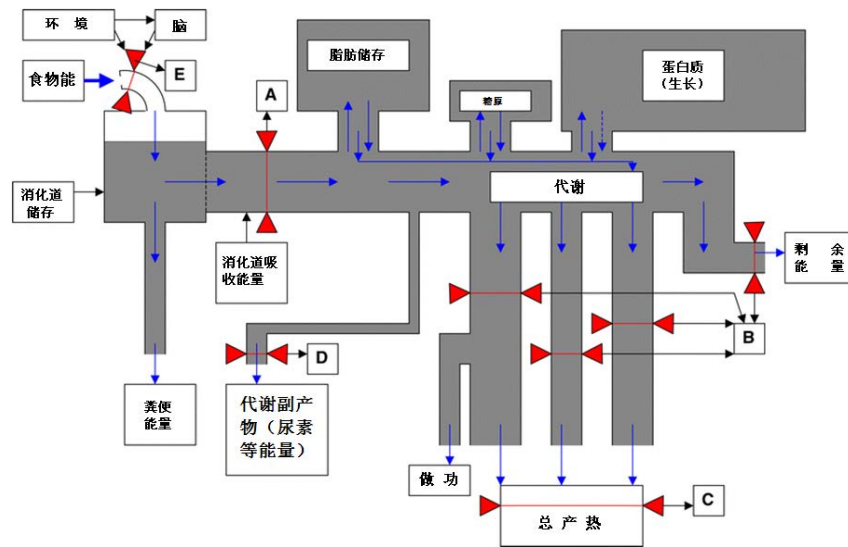 环 境
脑
食物能
E
A
脂肪储存
糖原
蛋白质
（生长）
消化道
储存
代谢
消化道吸
收能量
剩 余
能 量
B
D
粪便
能量
代谢副产
物（尿素
等能量）
做 功
C
总 产 热